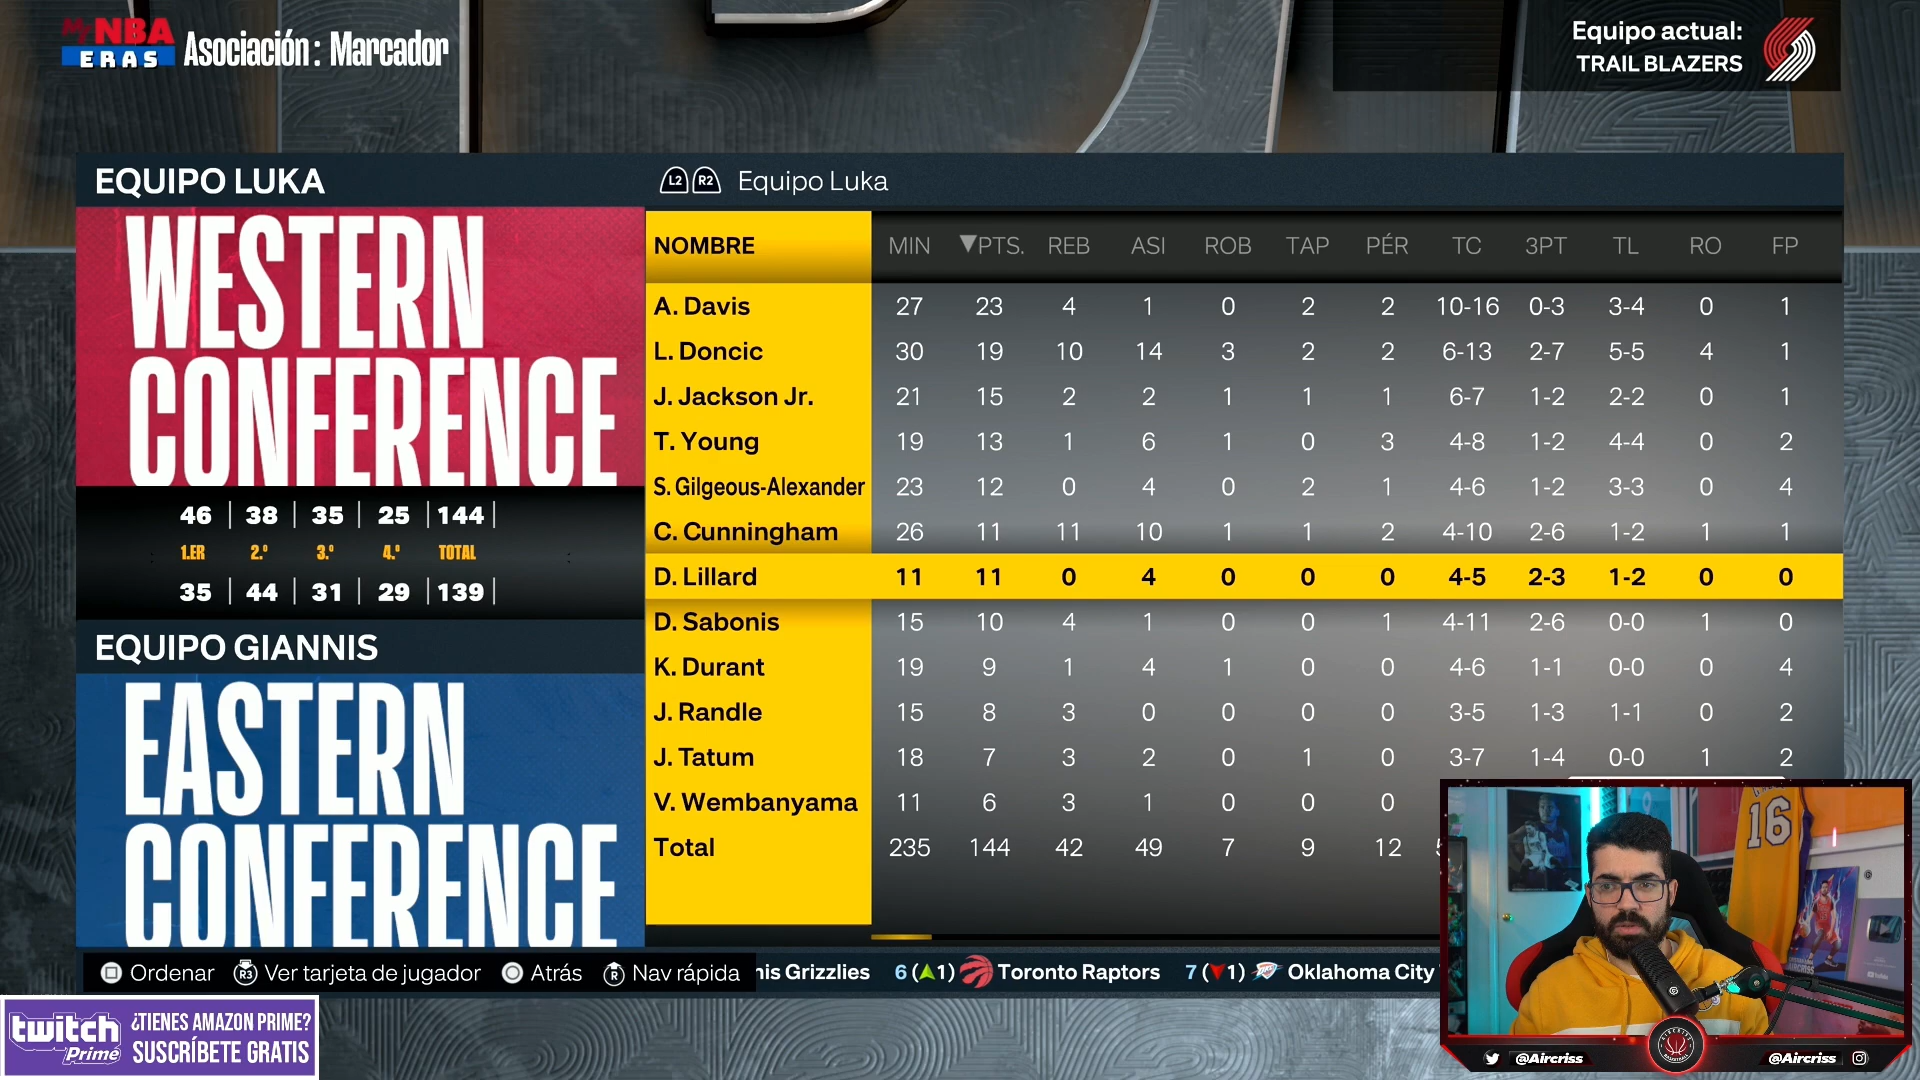 My NBA
ERAS
Asociación: Marcador
Equipo actual:
TRAIL BLAZERS
EQUIPO LUKA
WESTERN
CONFERENCE
46 38 35 25 144
1.ER 2.º 3.º 4.º TOTAL
35 44 31 29 139
EQUIPO GIANNIS
EASTERN
CONFERENCE
L2 R2 Equipo Luka
NOMBRE MIN ▼PTS. REB ASI ROB TAP PÉR TC 3PT TL RO FP
A. Davis 27 23 4 1 0 2 2 10-16 0-3 3-4 0 1
L. Doncic 30 19 10 14 3 2 2 6-13 2-7 5-5 4 1
J. Jackson Jr. 21 15 2 2 1 1 1 6-7 1-2 2-2 0 1
T. Young 19 13 1 6 1 0 3 4-8 1-2 4-4 0 2
S. Gilgeous-Alexander 23 12 0 4 0 2 1 4-6 1-2 3-3 0 4
C. Cunningham 26 11 11 10 1 1 2 4-10 2-6 1-2 1 1
D. Lillard 11 11 0 4 0 0 0 4-5 2-3 1-2 0 0
D. Sabonis 15 10 4 1 0 0 1 4-11 2-6 0-0 1 0
K. Durant 19 9 1 4 1 0 0 4-6 1-1 0-0 0 4
J. Randle 15 8 3 0 0 0 0 3-5 1-3 1-1 0 2
J. Tatum 18 7 3 2 0 1 0 3-7 1-4 0-0 1 2
V. Wembanyama 11 6 3 1 0 0 0
Total 235 144 42 49 7 9 12
Ordenar R3 Ver tarjeta de jugador Atrás R Nav rápida
nis Grizzlies 6 (▲1) Toronto Raptors 7 (▼1) Oklahoma City
twitch
Prime
¿TIENES AMAZON PRIME?
SUSCRÍBETE GRATIS
16
@Aircriss
@Aircriss